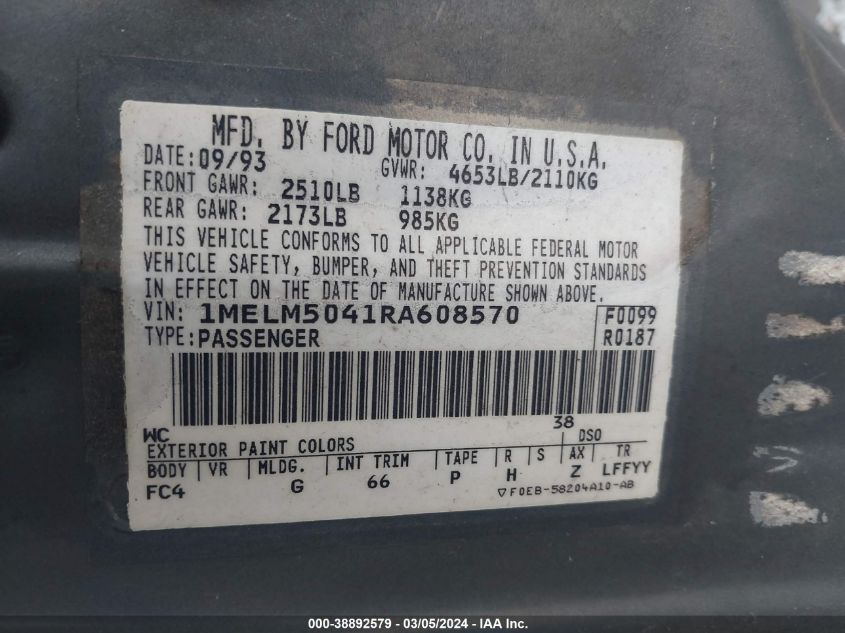 MFD. BY FORD MOTOR CO. IN U.S.A.
DATE: 09/93 GVWR: 4653LB/2110KG
FRONT GAWR: 2510LB 1138KG
REAR GAWR: 2173LB 985KG
THIS VEHICLE CONFORMS TO ALL APPLICABLE FEDERAL MOTOR
VEHICLE SAFETY, BUMPER, AND THEFT PREVENTION STANDARDS
IN EFFECT ON THE DATE OF MANUFACTURE SHOWN ABOVE.
VIN: 1MELM5041RA608570 F0099
TYPE: PASSENGER R0187
WC 38
EXTERIOR PAINT COLORS DSO
BODY VR MLDG. INT TRIM TAPE R S AX TR
FC4 G 66 P H Z LFFYY
▽F0EB-58204A10-AB
000-38892579 - 03/05/2024 - IAA Inc.